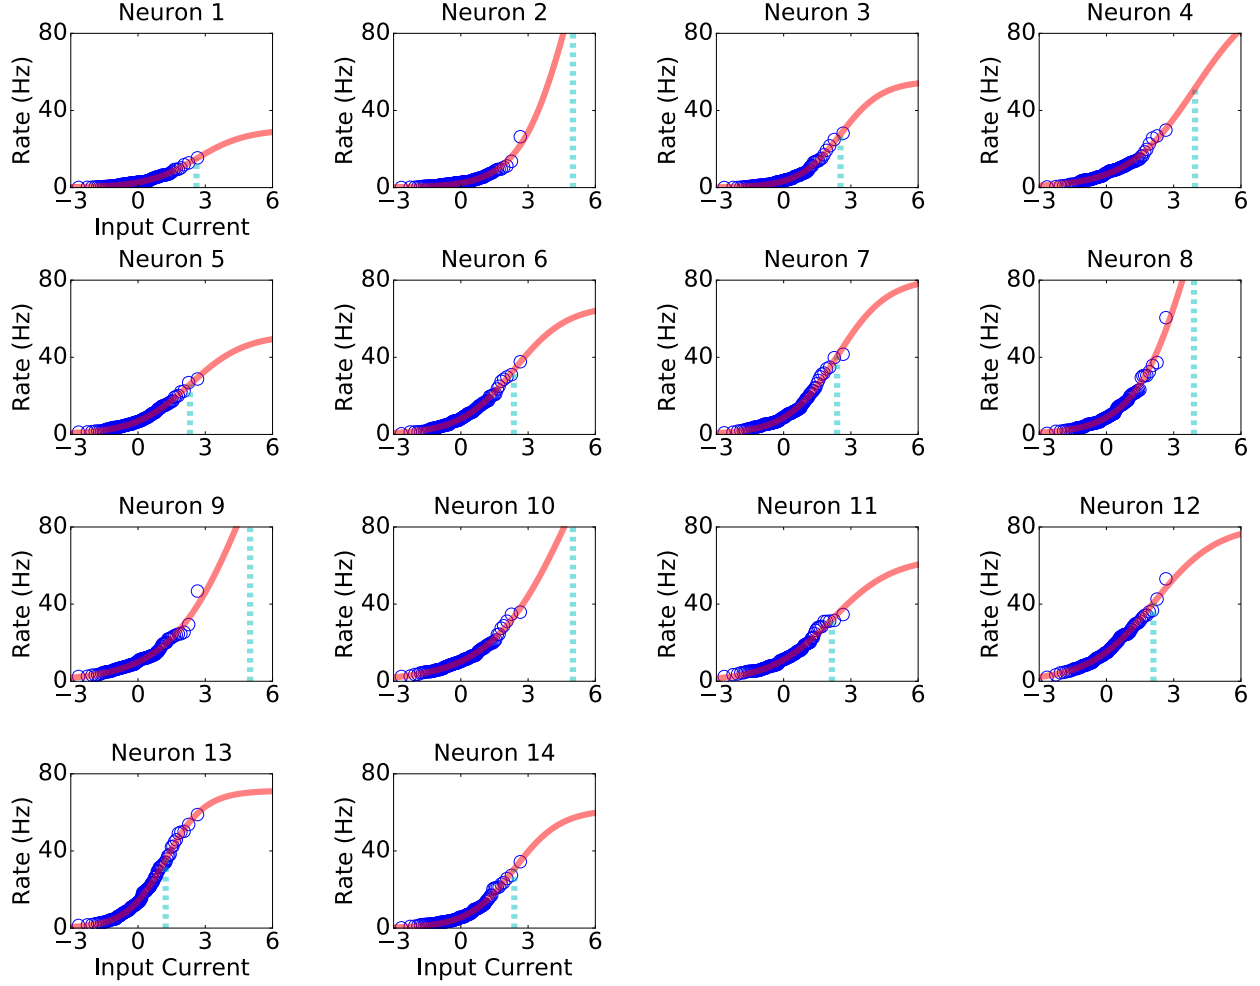 Neuron 1
Neuron 2
Neuron 3
Neuron 4
80
40
0
Rate (Hz)
−3 0 3 6
Input Current
80
40
0
Rate (Hz)
−3 0 3 6
80
40
0
Rate (Hz)
−3 0 3 6
80
40
0
Rate (Hz)
−3 0 3 6
Neuron 5
Neuron 6
Neuron 7
Neuron 8
80
40
0
Rate (Hz)
−3 0 3 6
80
40
0
Rate (Hz)
−3 0 3 6
80
40
0
Rate (Hz)
−3 0 3 6
80
40
0
Rate (Hz)
−3 0 3 6
Neuron 9
Neuron 10
Neuron 11
Neuron 12
80
40
0
Rate (Hz)
−3 0 3 6
80
40
0
Rate (Hz)
−3 0 3 6
80
40
0
Rate (Hz)
−3 0 3 6
80
40
0
Rate (Hz)
−3 0 3 6
Neuron 13
Neuron 14
80
40
0
Rate (Hz)
−3 0 3 6
Input Current
80
40
0
Rate (Hz)
−3 0 3 6
Input Current